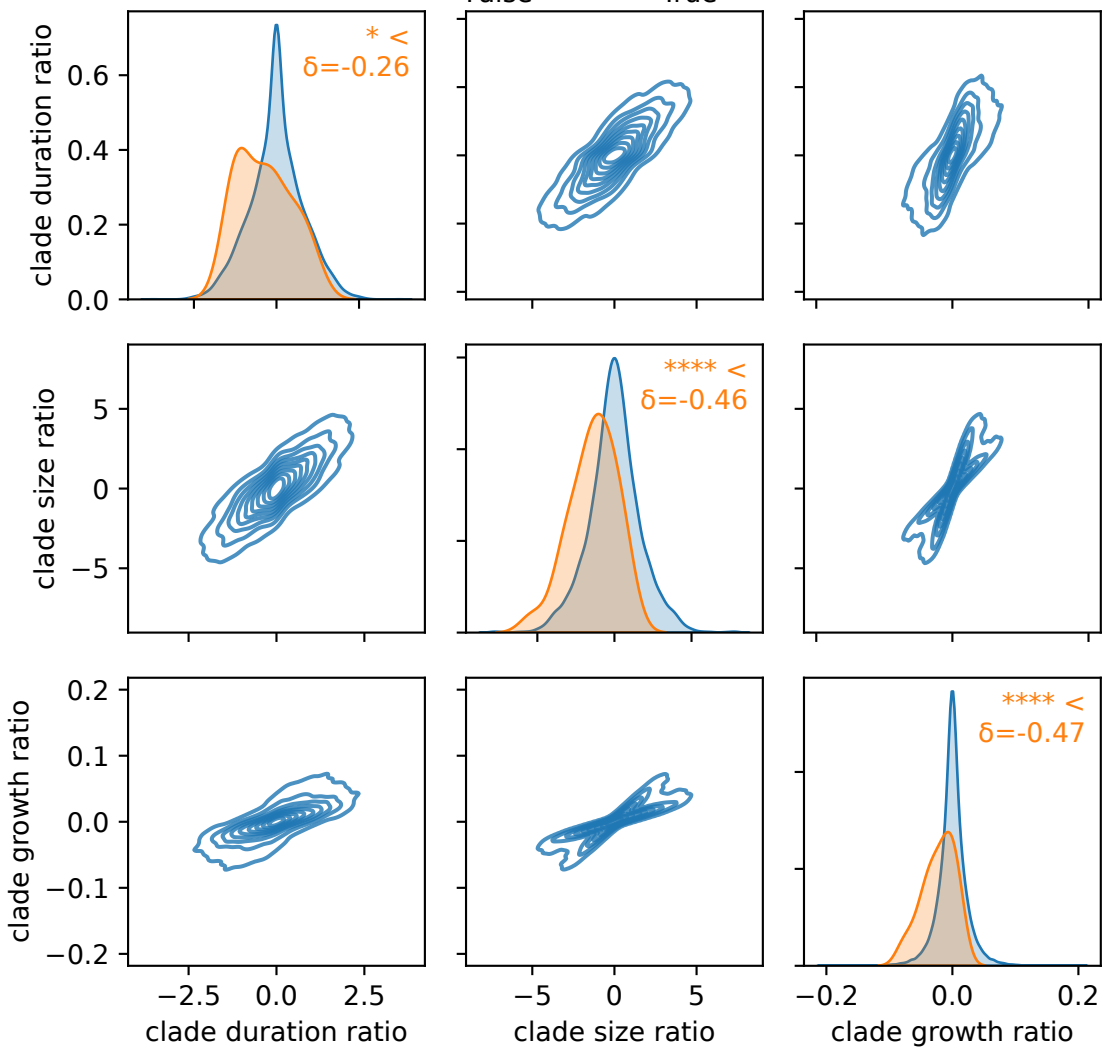 clade duration ratio
0.6
0.4
0.2
0.0
* <
δ=-0.26
clade size ratio
5
0
−5
**** <
δ=-0.46
clade growth ratio
0.2
0.1
0.0
−0.1
−0.2
**** <
δ=-0.47
−2.5 0.0 2.5
−5 0 5
−0.2 0.0 0.2
clade duration ratio
clade size ratio
clade growth ratio